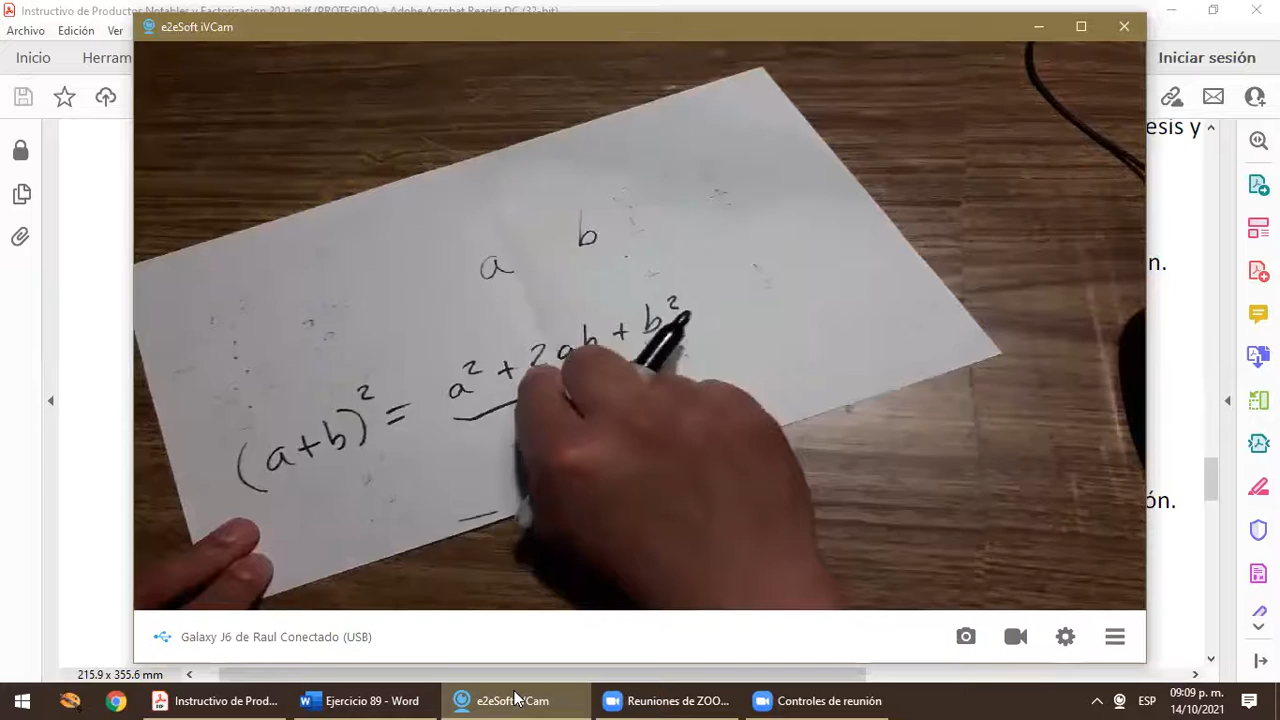 Instructivo de Productos Notables y Factorizacion 2021.pdf (PROTEGIDO) - Adobe Acrobat Reader DC (32-bit)
e2eSoft iVCam
Archivo Edición Ver
Inicio Herram
Iniciar sesión
esis y
a b
n.
(a+b)² = a² + 2ab + b²
ón.
Galaxy J6 de Raul Conectado (USB)
215.9 x 355.6 mm
Instructivo de Prod... Ejercicio 89 - Word e2eSoft iVCam Reuniones de ZOO... Controles de reunión ESP 09:09 p. m.
14/10/2021